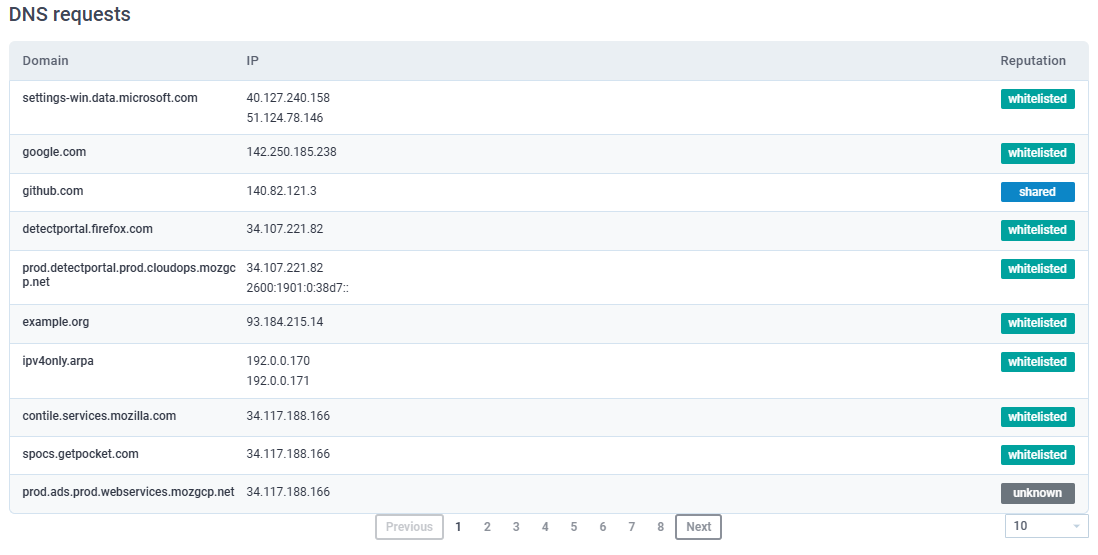 DNS requests
Domain IP Reputation
settings-win.data.microsoft.com 40.127.240.158 whitelisted
51.124.78.146
google.com 142.250.185.238 whitelisted
github.com 140.82.121.3 shared
detectportal.firefox.com 34.107.221.82 whitelisted
prod.detectportal.prod.cloudops.mozgc 34.107.221.82 whitelisted
p.net 2600:1901:0:38d7::
example.org 93.184.215.14 whitelisted
ipv4only.arpa 192.0.0.170 whitelisted
192.0.0.171
contile.services.mozilla.com 34.117.188.166 whitelisted
spocs.getpocket.com 34.117.188.166 whitelisted
prod.ads.prod.webservices.mozgcp.net 34.117.188.166 unknown
Previous 1 2 3 4 5 6 7 8 Next 10